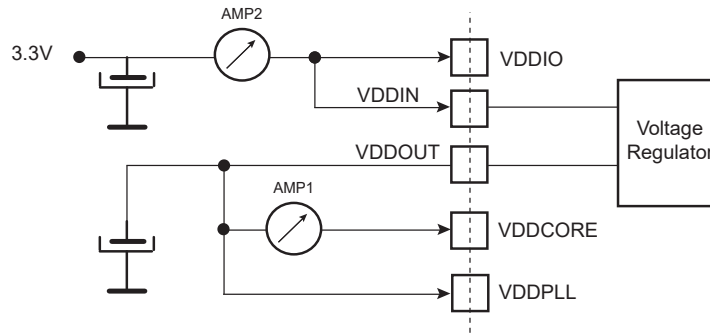 AMP2
3.3V
VDDIO
VDDIN
Voltage
Regulator
VDDOUT
AMP1
VDDCORE
VDDPLL